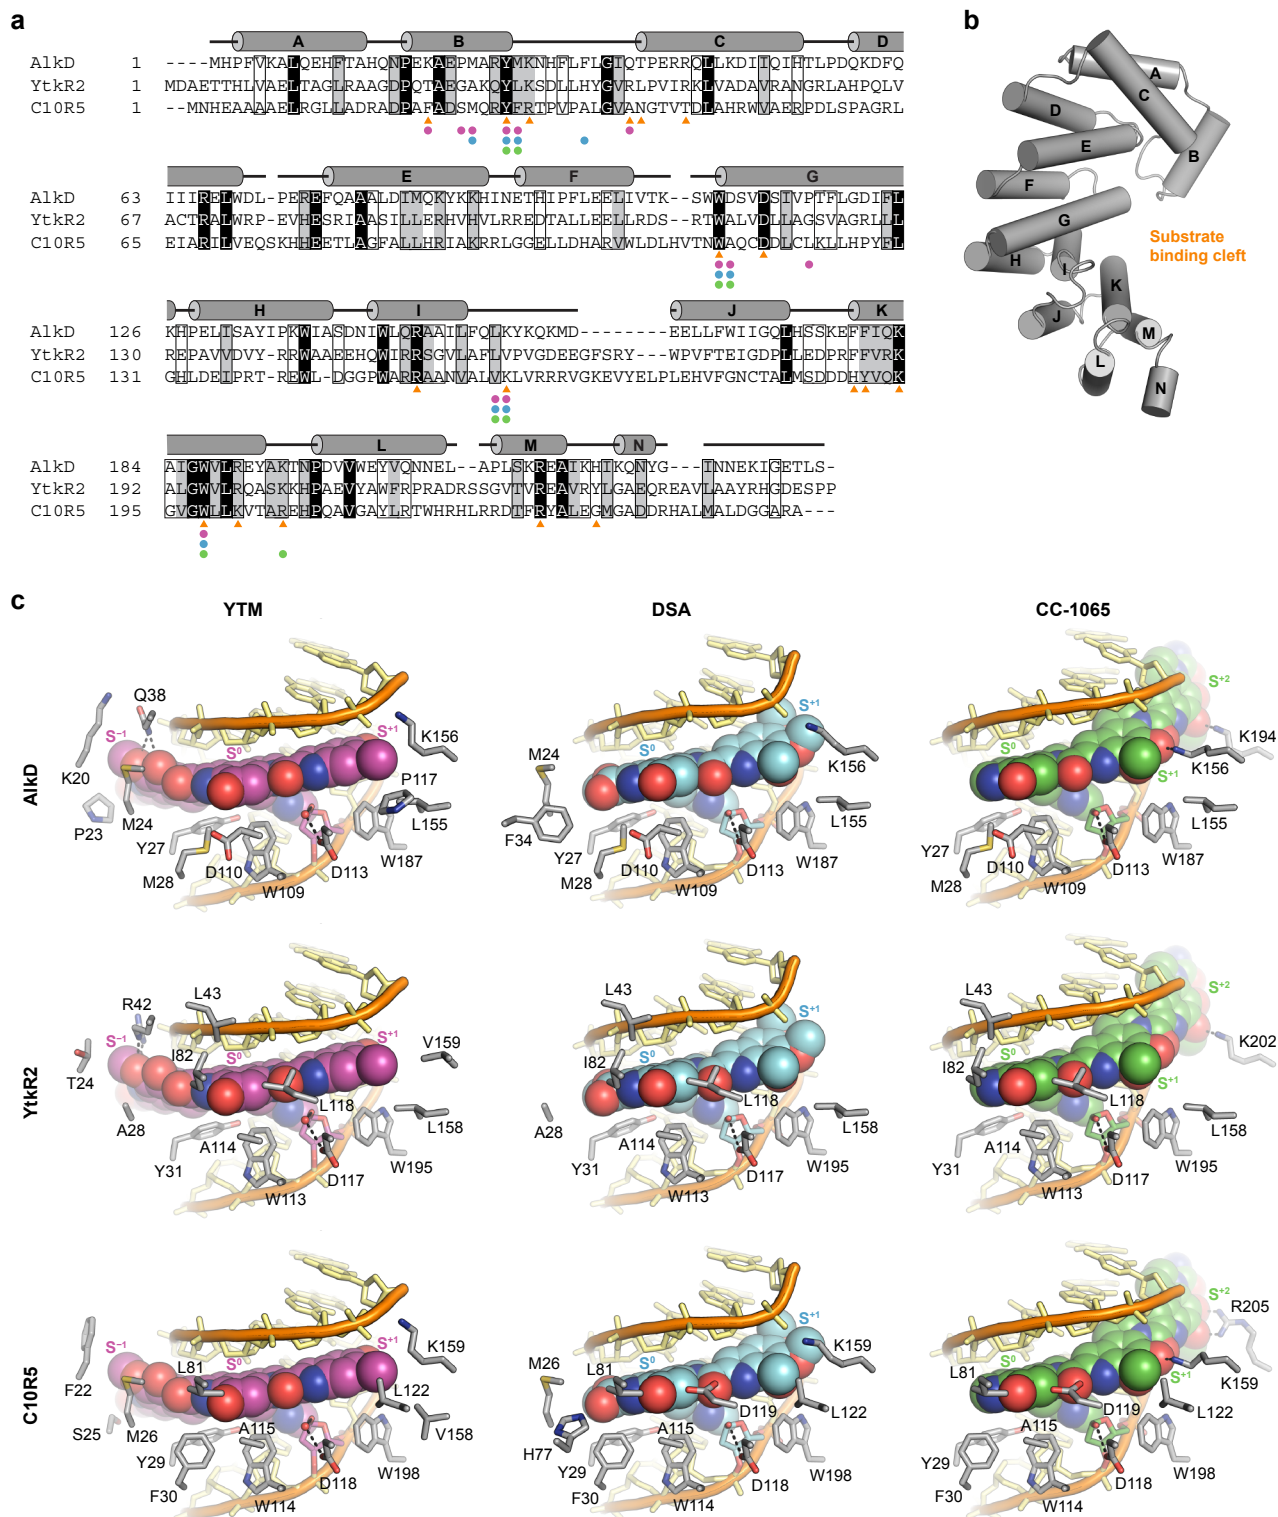 a
b
A B C D
AlkD 1 ----MHPFVKALQEHFTAHQNPEKAEPMARYMKNHFLFLGIQTPERRQLLKDIIQIHTLPDQKDFQ
YtkR2 1 MDAETTHLVAELTAGLRAAGDPQTAEGAKQYLKSDLLHYGVRLPVIRKLVADAVRANGRLAHPQLV
C10R5 1 --MNHEAAAAELRGLLADRADPAFADSMQRYFRTPVPALGVANGTVTDLAHRWVAERPDLSPAGRL
E F G
AlkD 63 IIIRELWDL-PEREFQAAALDIMQKYKKHINETHIPFLEELIVTK--SWWDSVDSIVPTFLGDIFL
YtkR2 67 ACTRALWRP-EVHESRIAASILLERHVHVLRREDTALLEELLRDS--RTWALVDLLAGSVAGRLLL
C10R5 65 EIARILVEQSKHHEETLAGFALLHRIAKRRLGGELLDHARVWLDLHVTNWAQCDDLCLKLLHPYFL
H I J K
AlkD 126 KHPELISAYIPKWIASDNIWLQRAAILFQLKYKQKMD--------EELLFWIIGQLHSSKEFFIQK
YtkR2 130 REPAVVDVY-RRWAAEEHQWIRRSGVLAFLVPVGDEEGFSRY---WPVFTEIGDPLLEDPRFFVRK
C10R5 131 GHLDEIPRT-REWL-DGGPWARRAANVALVKLVRRRVGKEVYELPLEHVFGNCTALMSDDDHYVQK
L M N
AlkD 184 AIGWVLREYAKTNPDVVWEYVQNNEL--APLSKREAIKHIKQNYG---INNEKIGETLS-
YtkR2 192 ALGWVLRQASKKHPAEVYAWFRPRADRSSGVTVREAVRYLGAEQREAVLAAYRHGDESPP
C10R5 195 GVGWLLKVTAREHPQAVGAYLRTWHRHLRRDTFRYALEGMGADDRHALMALDGGARA---
A
C
B
D
E
F
G
H
I
J
K
L
M
N
Substrate
binding cleft
c
YTM DSA CC-1065
AlkD
Q38
S−1
S0
S+1
K156
K20
P117
P23
M24
L155
Y27
M28
D110
D113
W187
W109
S+1
M24
S0
K156
F34
L155
Y27
M28
D110
D113
W187
W109
S+2
S0
K194
K156
S+1
L155
Y27
M28
D110
D113
W187
W109
YtkR2
R42
L43
S−1
S0
S+1
V159
I82
T24
L118
A28
L158
Y31
A114
W195
D117
W113
L43
S+1
I82
L118
A28
L158
A114
Y31
W195
D117
W113
L43
S+2
K202
I82
S+1
L118
L158
A114
Y31
W195
D117
W113
C10R5
S−1
L81
S0
S+1
K159
F22
L122
S25
M26
V158
A115
Y29
W198
F30
D118
W114
S0
S+1
K159
M26
L81
D119
L122
H77
A115
Y29
W198
F30
D118
W114
S+2
R205
S0
L81
S+1
K159
D119
L122
A115
Y29
W198
F30
D118
W114